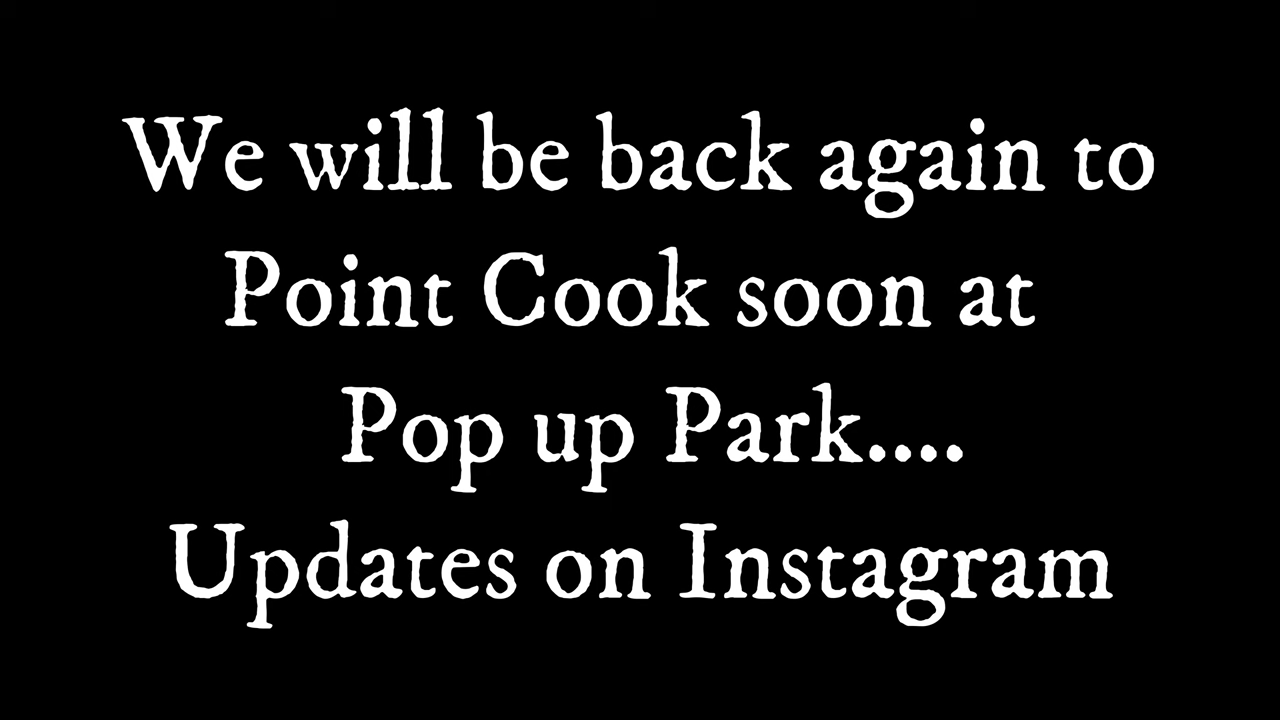 We will be back again to
Point Cook soon at
Pop up Park....
Updates on Instagram